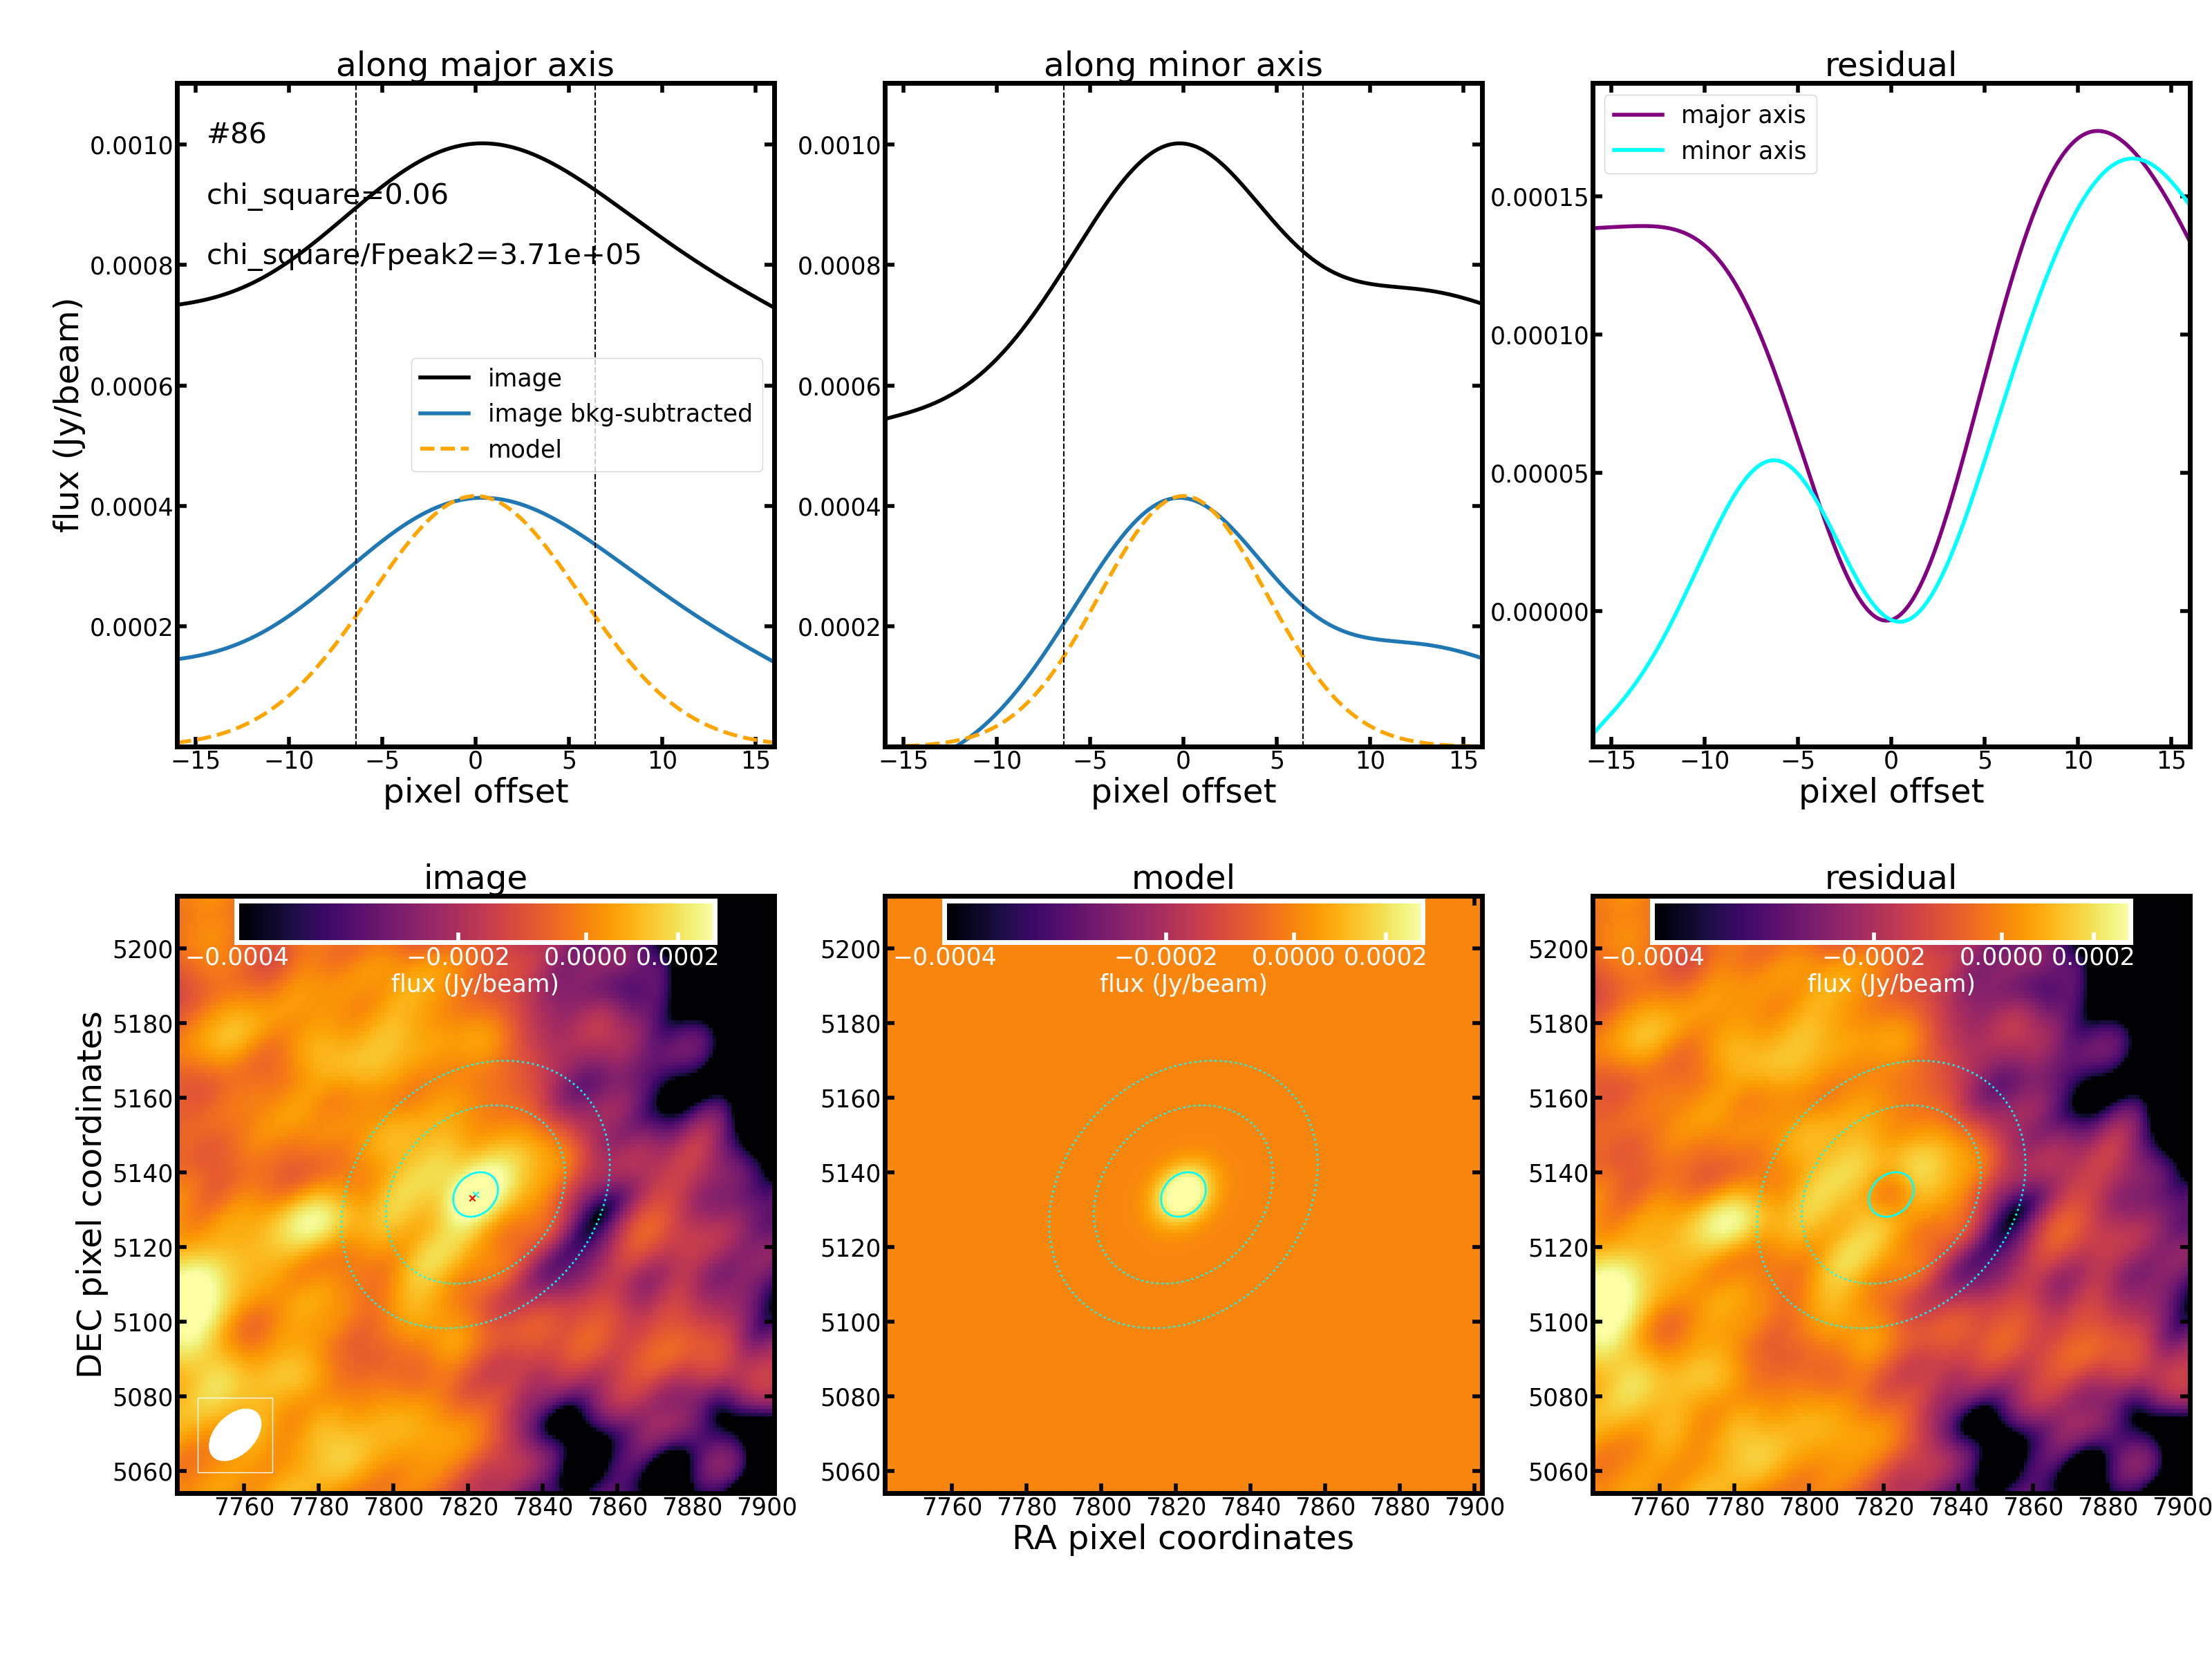 along major axis
along minor axis
residual
#86
chi_square=0.06
chi_square/Fpeak2=3.71e+05
image
image bkg-subtracted
model
major axis
minor axis
flux (Jy/beam)
0.0010
0.0008
0.0006
0.0004
0.0002
0.0010
0.0008
0.0006
0.0004
0.0002
0.00015
0.00010
0.00005
0.00000
−15 −10 −5 0 5 10 15
−15 −10 −5 0 5 10 15
−15 −10 −5 0 5 10 15
pixel offset
pixel offset
pixel offset
image
model
residual
−0.0004 −0.0002 0.0000 0.0002
flux (Jy/beam)
−0.0004 −0.0002 0.0000 0.0002
flux (Jy/beam)
−0.0004 −0.0002 0.0000 0.0002
flux (Jy/beam)
DEC pixel coordinates
5200
5180
5160
5140
5120
5100
5080
5060
5200
5180
5160
5140
5120
5100
5080
5060
5200
5180
5160
5140
5120
5100
5080
5060
7760 7780 7800 7820 7840 7860 7880 7900
7760 7780 7800 7820 7840 7860 7880 7900
7760 7780 7800 7820 7840 7860 7880 7900
RA pixel coordinates